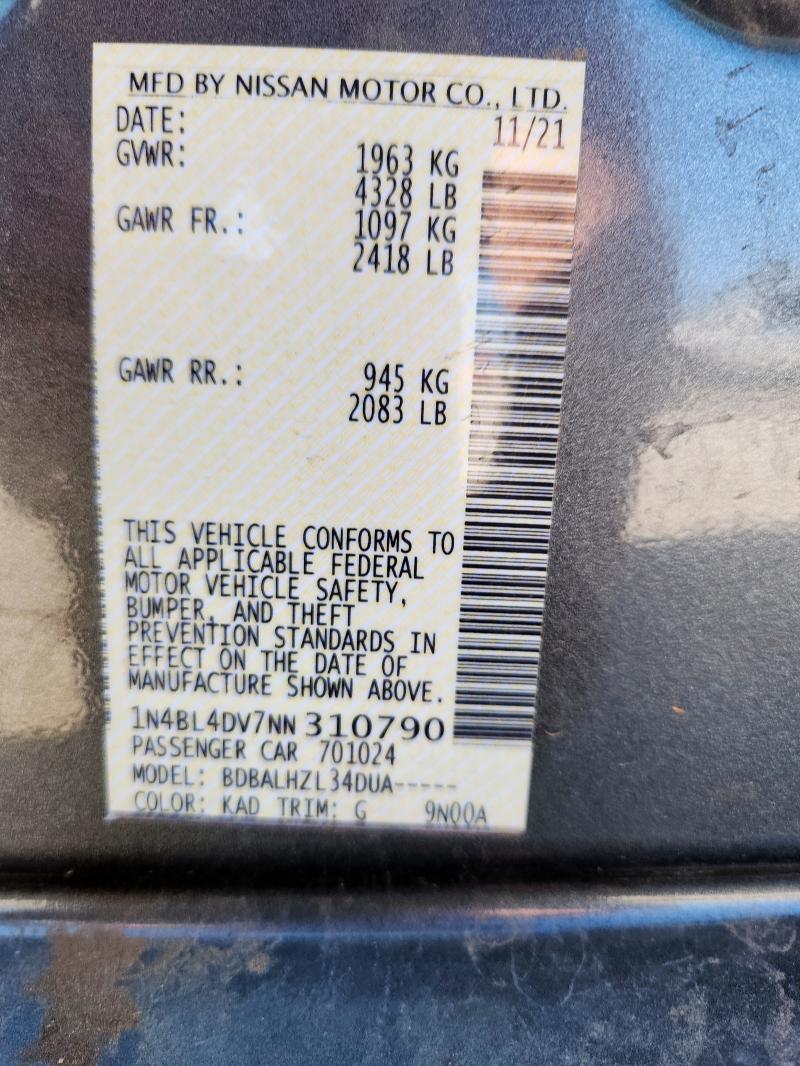 MFD BY NISSAN MOTOR CO., LTD.
DATE: 11/21
GVWR: 1963 KG
4328 LB
GAWR FR.: 1097 KG
2418 LB
GAWR RR.: 945 KG
2083 LB
THIS VEHICLE CONFORMS TO
ALL APPLICABLE FEDERAL
MOTOR VEHICLE SAFETY,
BUMPER, AND THEFT
PREVENTION STANDARDS IN
EFFECT ON THE DATE OF
MANUFACTURE SHOWN ABOVE.
1N4BL4DV7NN 310790
PASSENGER CAR 701024
MODEL: BDBALHZL34DUA-----
COLOR: KAD TRIM: G 9N00A